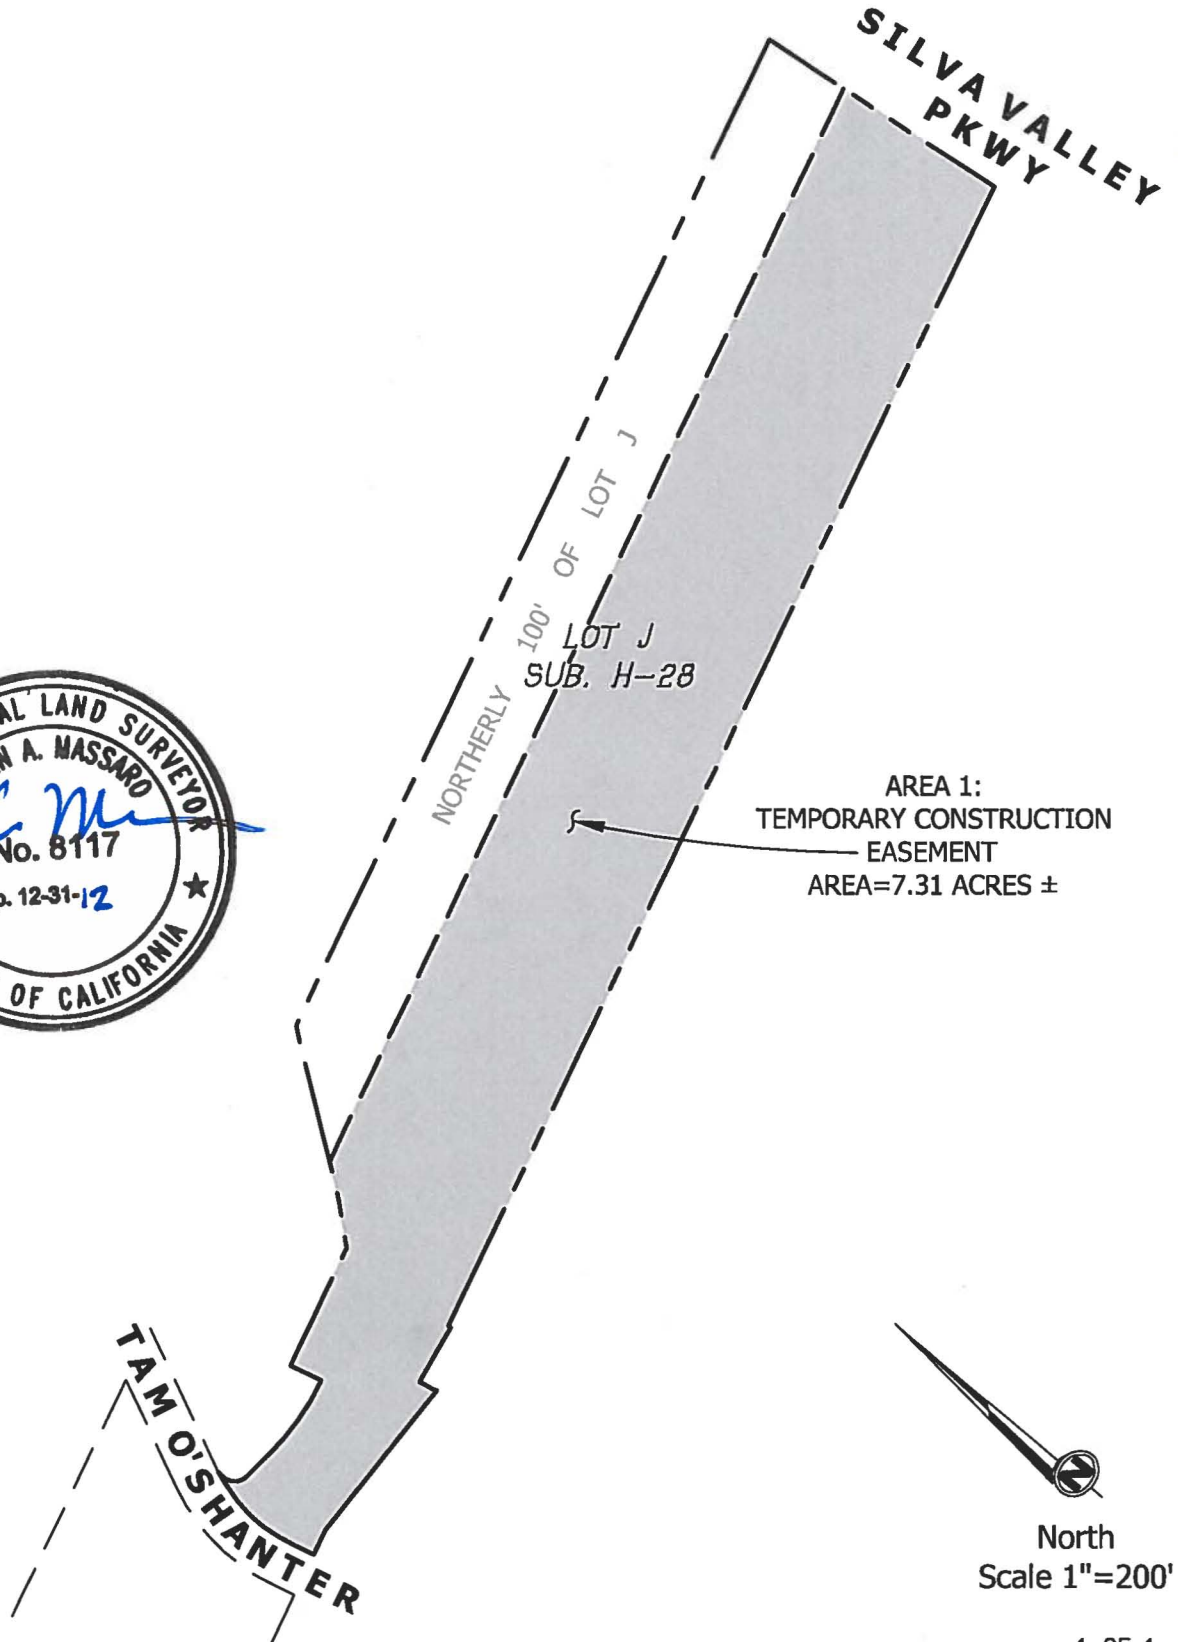 SILVA VALLEY
PKWY
NORTHERLY 100' OF LOT J
LOT J
SUB. H-28
LAND SURVEYOR
A. MASSARO
No. 8117
12-31-12
OF CALIFORNIA
AREA 1:
TEMPORARY CONSTRUCTION
EASEMENT
AREA=7.31 ACRES ±
TAM O'SHANTER
N
North
Scale 1"=200'